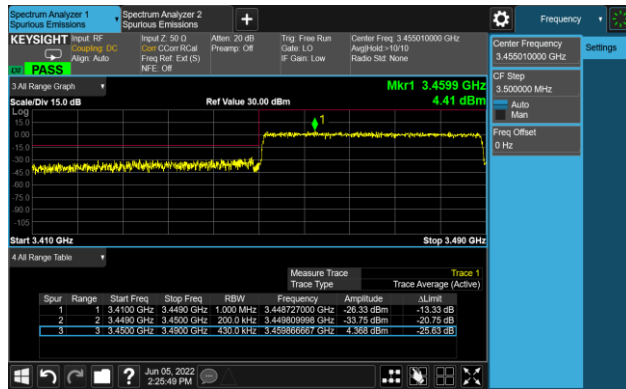 Spectrum Analyzer 1
Spurious Emissions
Spectrum Analyzer 2
Spurious Emissions
+
Frequency
KEYSIGHT
Input: RF
Coupling: DC
Align: Auto
Input Z: 50 Ω
Corr CCorr RCal
Freq Ref: Ext (S)
NFE: Off
Atten: 20 dB
Preamp: Off
Trig: Free Run
Gate: LO
IF Gain: Low
Center Freq: 3.455010000 GHz
Avg|Hold:>10/10
Radio Std: None
PASS
Center Frequency
3.455010000 GHz
Settings
CF Step
3.500000 MHz
Auto
Man
Freq Offset
0 Hz
3 All Range Graph
Mkr1 3.4599 GHz
Scale/Div 15.0 dB
Ref Value 30.00 dBm
4.41 dBm
Log
15.0
0.00
-15.0
-30.0
-45.0
-60.0
-75.0
-90.0
-105
1
Start 3.410 GHz
Stop 3.490 GHz
4 All Range Table
Measure Trace Trace 1
Trace Type Trace Average (Active)
Spur Range Start Freq Stop Freq RBW Frequency Amplitude ΔLimit
1 1 3.4100 GHz 3.4490 GHz 1.000 MHz 3.448727000 GHz -26.33 dBm -13.33 dB
2 2 3.4490 GHz 3.4500 GHz 200.0 kHz 3.449809998 GHz -33.75 dBm -20.75 dB
3 3 3.4500 GHz 3.4900 GHz 430.0 kHz 3.459866667 GHz 4.368 dBm -25.63 dB
?
Jun 05, 2022
2:25:49 PM